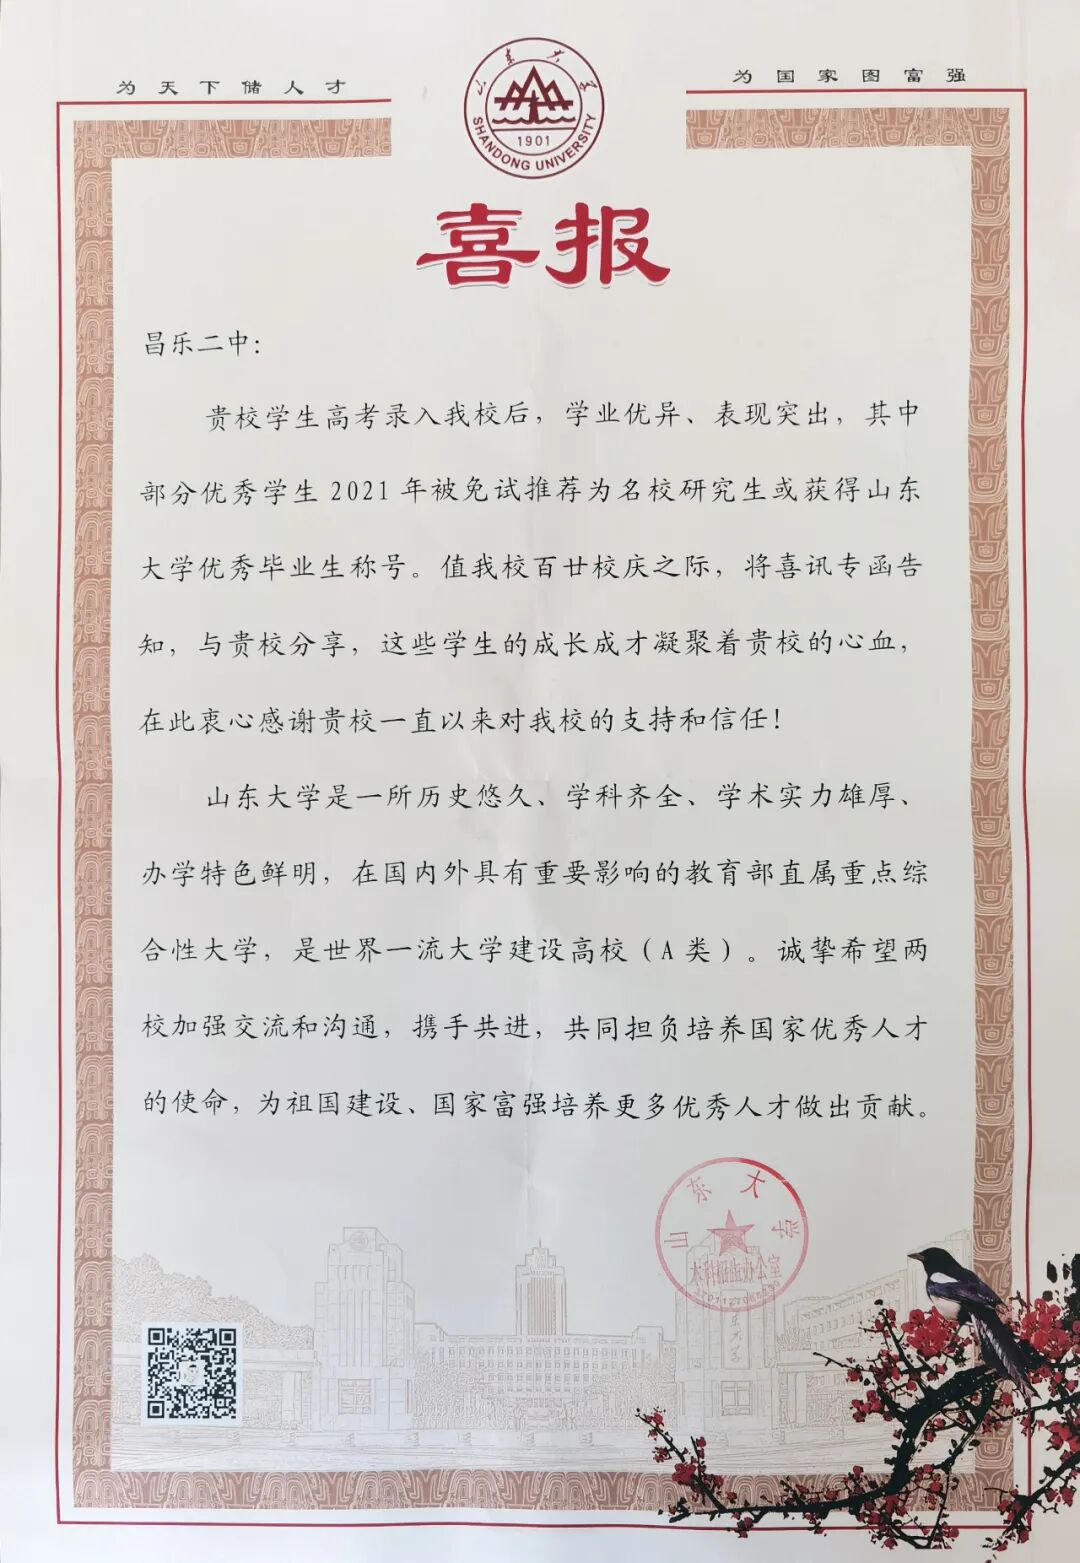 为天下储人才
为国家图富强
山东大学
1901
SHANDONG UNIVERSITY
喜报
昌乐二中：
贵校学生高考录入我校后，学业优异、表现突出，其中
部分优秀学生2021年被免试推荐为名校研究生或获得山东
大学优秀毕业生称号。值我校百廿校庆之际，将喜讯专函告
知，与贵校分享，这些学生的成长成才凝聚着贵校的心血，
在此衷心感谢贵校一直以来对我校的支持和信任！
山东大学是一所历史悠久、学科齐全、学术实力雄厚、
办学特色鲜明，在国内外具有重要影响的教育部直属重点综
合性大学，是世界一流大学建设高校（A类）。诚挚希望两
校加强交流和沟通，携手共进，共同担负培养国家优秀人才
的使命，为祖国建设、国家富强培养更多优秀人才做出贡献。
山东大学
本科招生办公室